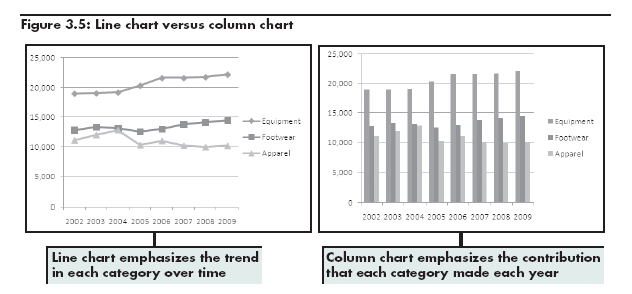 Figure 3.5: Line chart versus column chart
25,000
20,000
15,000
10,000
5,000
0
2002 2003 2004 2005 2006 2007 2008 2009
Equipment
Footwear
Apparel
25,000
20,000
15,000
10,000
5,000
0
2002 2003 2004 2005 2006 2007 2008 2009
Equipment
Footwear
Apparel
Line chart emphasizes the trend
in each category over time
Column chart emphasizes the contribution
that each category made each year